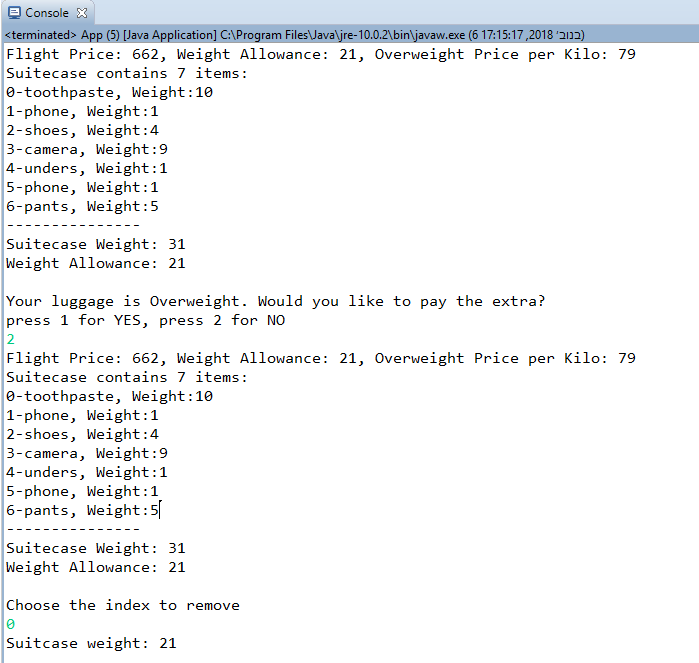 Console
<terminated> App (5) [Java Application] C:\Program Files\Java\jre-10.0.2\bin\javaw.exe (6 בנוב׳ 2018, 17:15:17)
Flight Price: 662, Weight Allowance: 21, Overweight Price per Kilo: 79
Suitecase contains 7 items:
0-toothpaste, Weight:10
1-phone, Weight:1
2-shoes, Weight:4
3-camera, Weight:9
4-unders, Weight:1
5-phone, Weight:1
6-pants, Weight:5
---------------
Suitecase Weight: 31
Weight Allowance: 21

Your luggage is Overweight. Would you like to pay the extra?
press 1 for YES, press 2 for NO
2
Flight Price: 662, Weight Allowance: 21, Overweight Price per Kilo: 79
Suitecase contains 7 items:
0-toothpaste, Weight:10
1-phone, Weight:1
2-shoes, Weight:4
3-camera, Weight:9
4-unders, Weight:1
5-phone, Weight:1
6-pants, Weight:5
---------------
Suitecase Weight: 31
Weight Allowance: 21

Choose the index to remove
0
Suitcase weight: 21